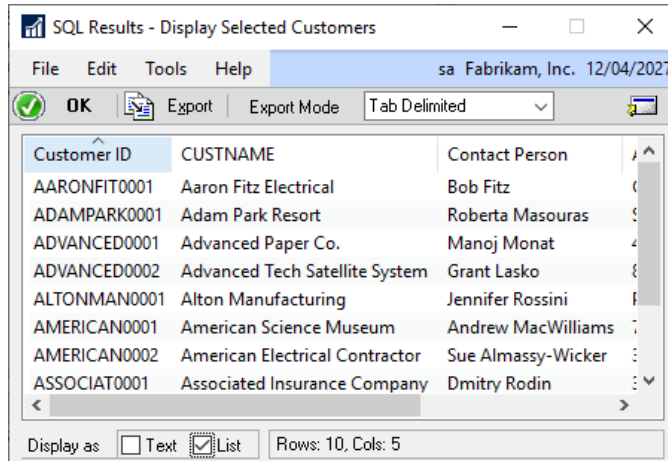 SQL Results - Display Selected Customers
File Edit Tools Help sa Fabrikam, Inc. 12/04/2027
OK Export Export Mode Tab Delimited
Customer ID CUSTNAME Contact Person
AARONFIT0001 Aaron Fitz Electrical Bob Fitz
ADAMPARK0001 Adam Park Resort Roberta Masouras
ADVANCED0001 Advanced Paper Co. Manoj Monat
ADVANCED0002 Advanced Tech Satellite System Grant Lasko
ALTONMAN0001 Alton Manufacturing Jennifer Rossini
AMERICAN0001 American Science Museum Andrew MacWilliams
AMERICAN0002 American Electrical Contractor Sue Almassy-Wicker
ASSOCIAT0001 Associated Insurance Company Dmitry Rodin
Display as Text List Rows: 10, Cols: 5